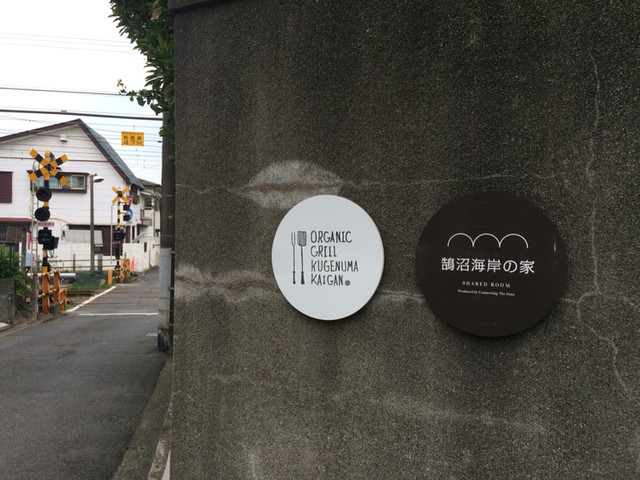 ORGANIC
GRILL
KUGENUMA
KAIGAN
鵠沼海岸の家
SHARED ROOM
Produced by Connecting The Dots